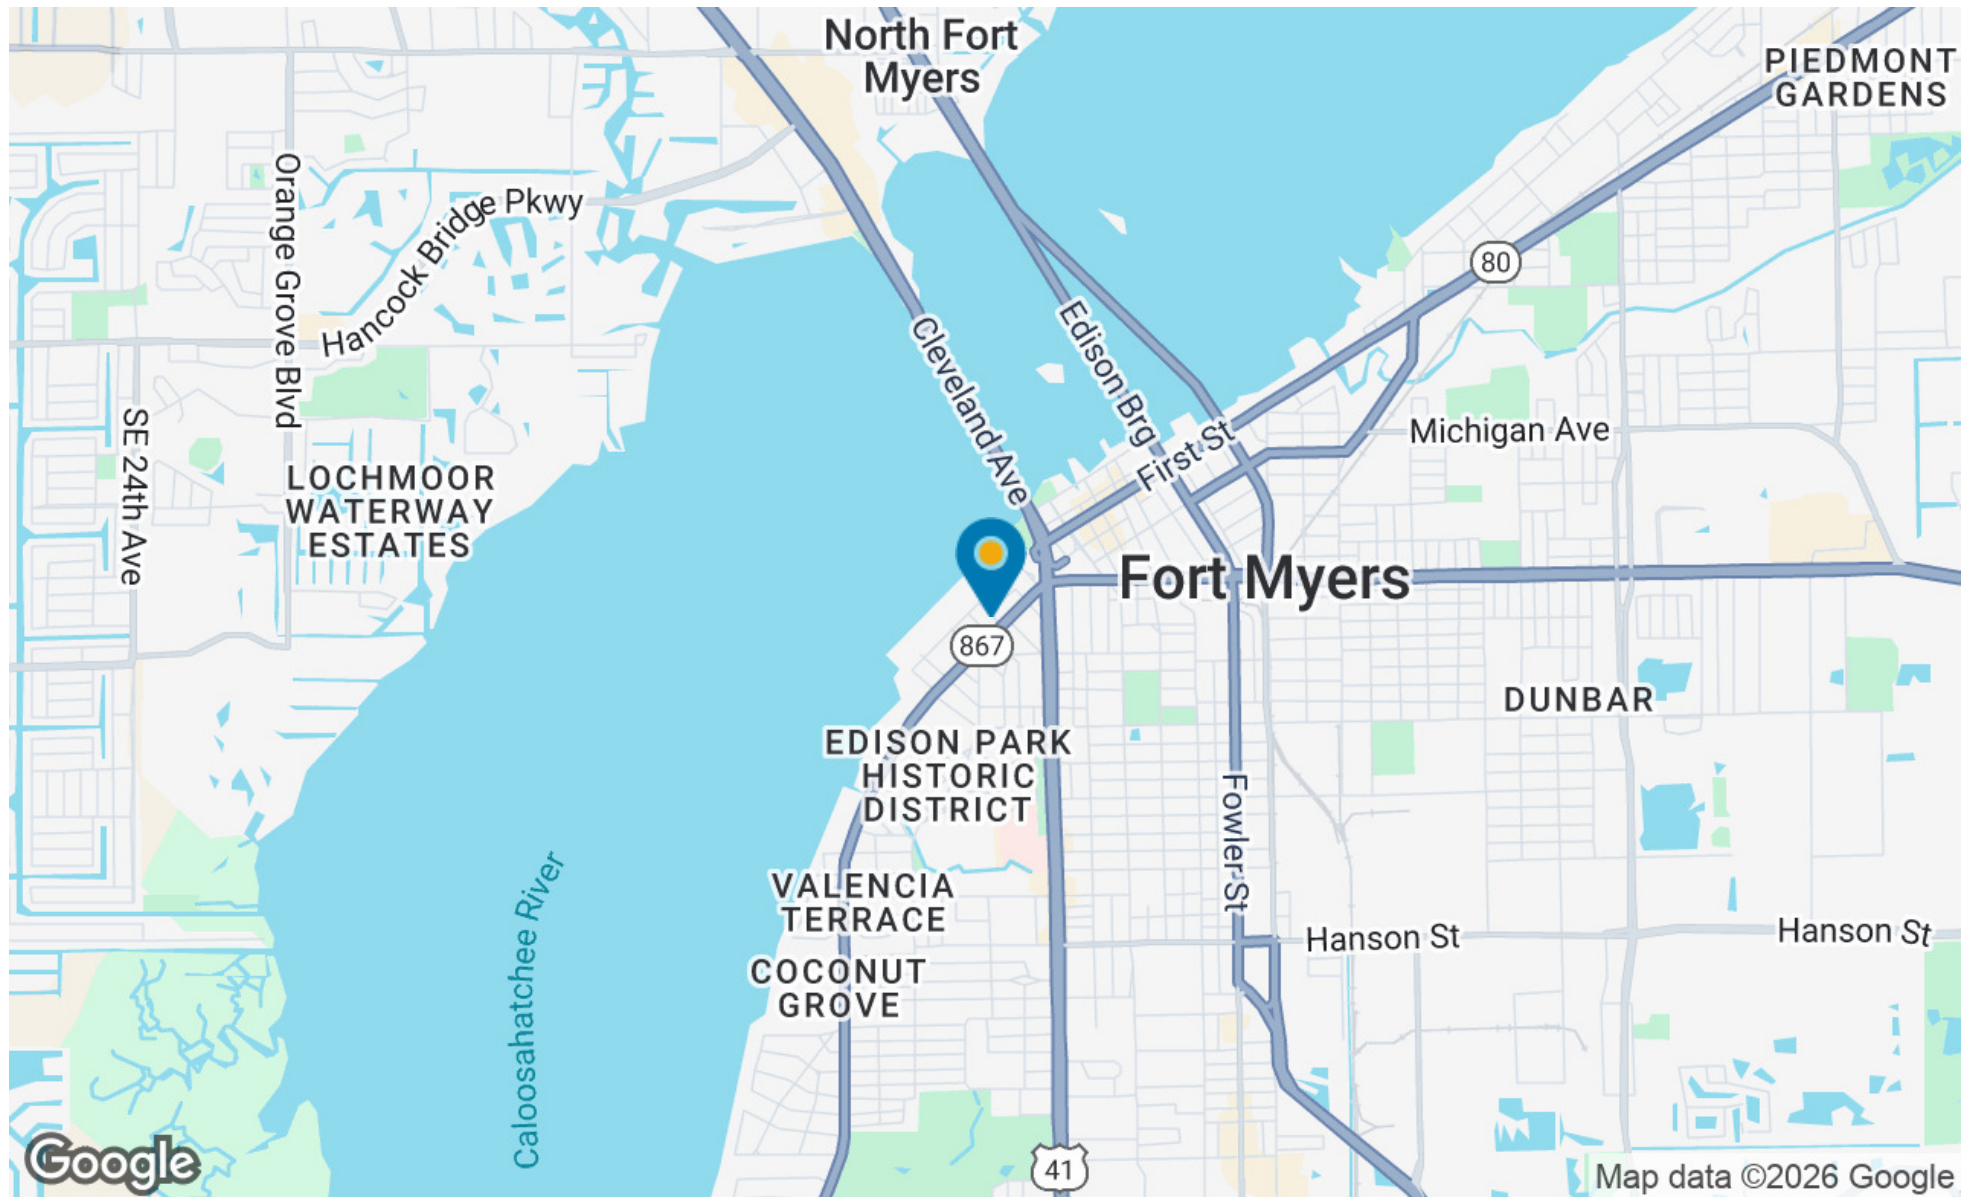 North Fort
Myers
PIEDMONT
GARDENS
Orange Grove Blvd
Hancock Bridge Pkwy
80
Cleveland Ave
Edison Brg
First St
Michigan Ave
SE 24th Ave
LOCHMOOR
WATERWAY
ESTATES
Fort Myers
867
DUNBAR
EDISON PARK
HISTORIC
DISTRICT
Fowler St
VALENCIA
TERRACE
Hanson St
Hanson St
COCONUT
GROVE
Caloosahatchee River
41
Google
Map data ©2026 Google